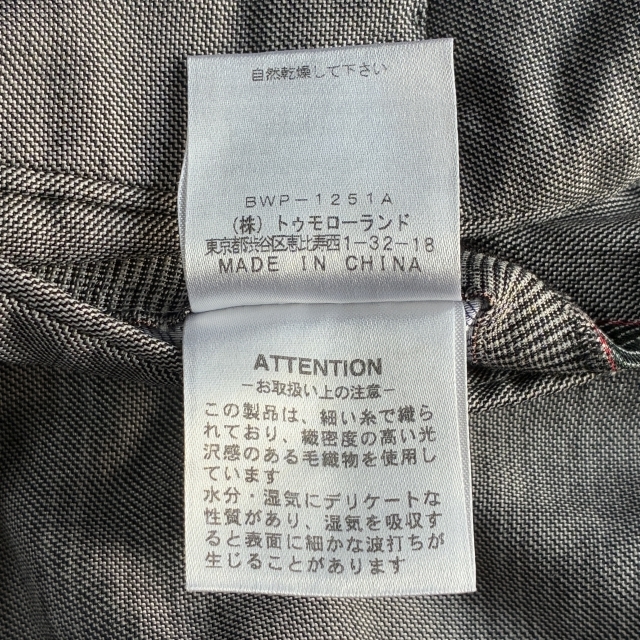 自然乾燥して下さい
BWP-1251A
(株)トゥモローランド
東京都渋谷区恵比寿西1-32-18
MADE IN CHINA
ATTENTION
－お取扱い上の注意－
この製品は、細い糸で織ら
れており、織密度の高い光
沢感のある毛織物を使用し
ています
水分・湿気にデリケートな
性質があり、湿気を吸収す
ると表面に細かな波打ちが
生じることがあります